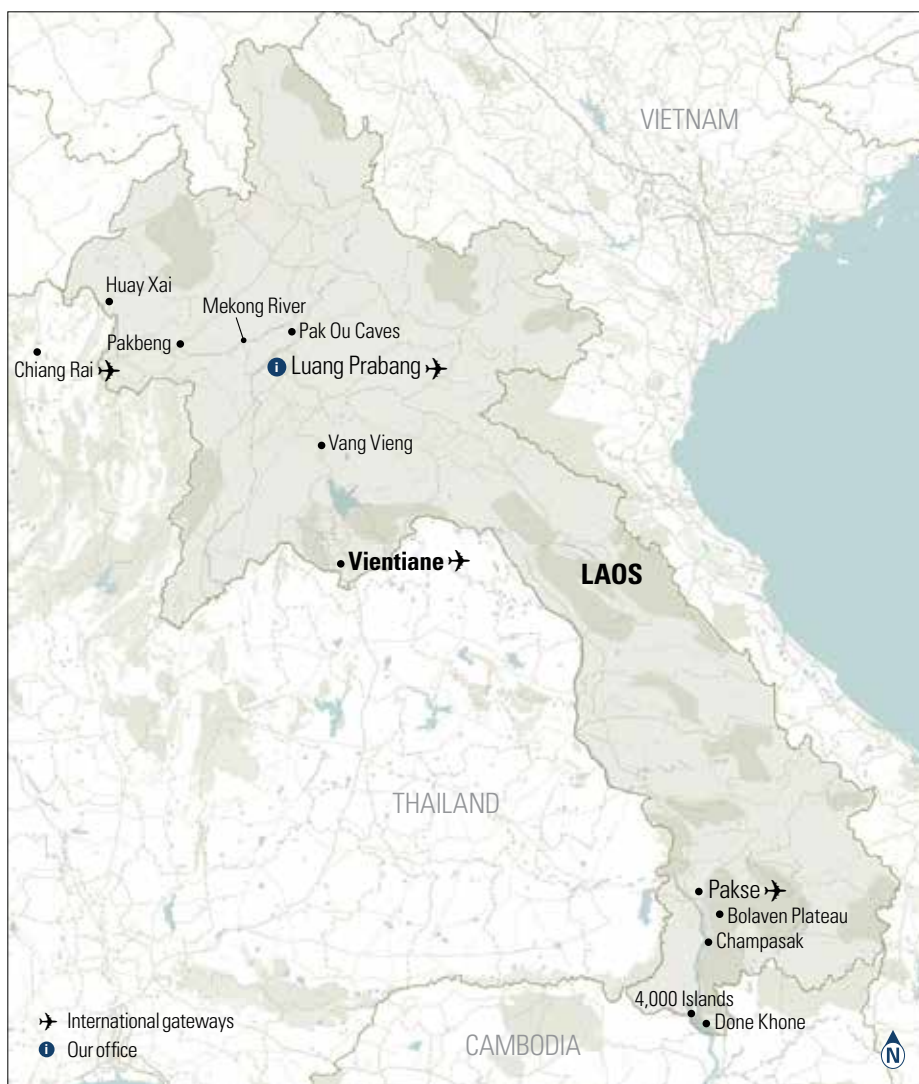 VIETNAM
Huay Xai
Mekong River
Pak Ou Caves
Pakbeng
Chiang Rai
Luang Prabang
Vang Vieng
Vientiane
LAOS
THAILAND
Pakse
Bolaven Plateau
Champasak
4,000 Islands
Done Khone
International gateways
i Our office
CAMBODIA
N